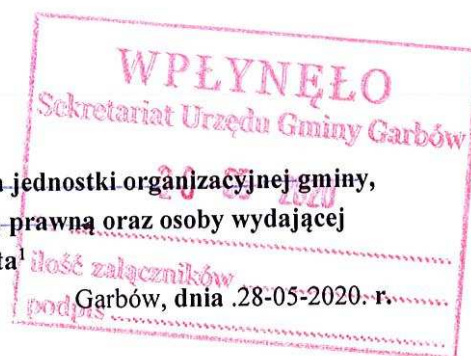 WPŁYNĘŁO
Sekretariat Urzędu Gminy Garbów
jednostki organizacyjnej gminy,
2020
prawną oraz osoby wydającej
ta¹
ilość załączników
Garbów, dnia .28-05-2020. r.
podpis